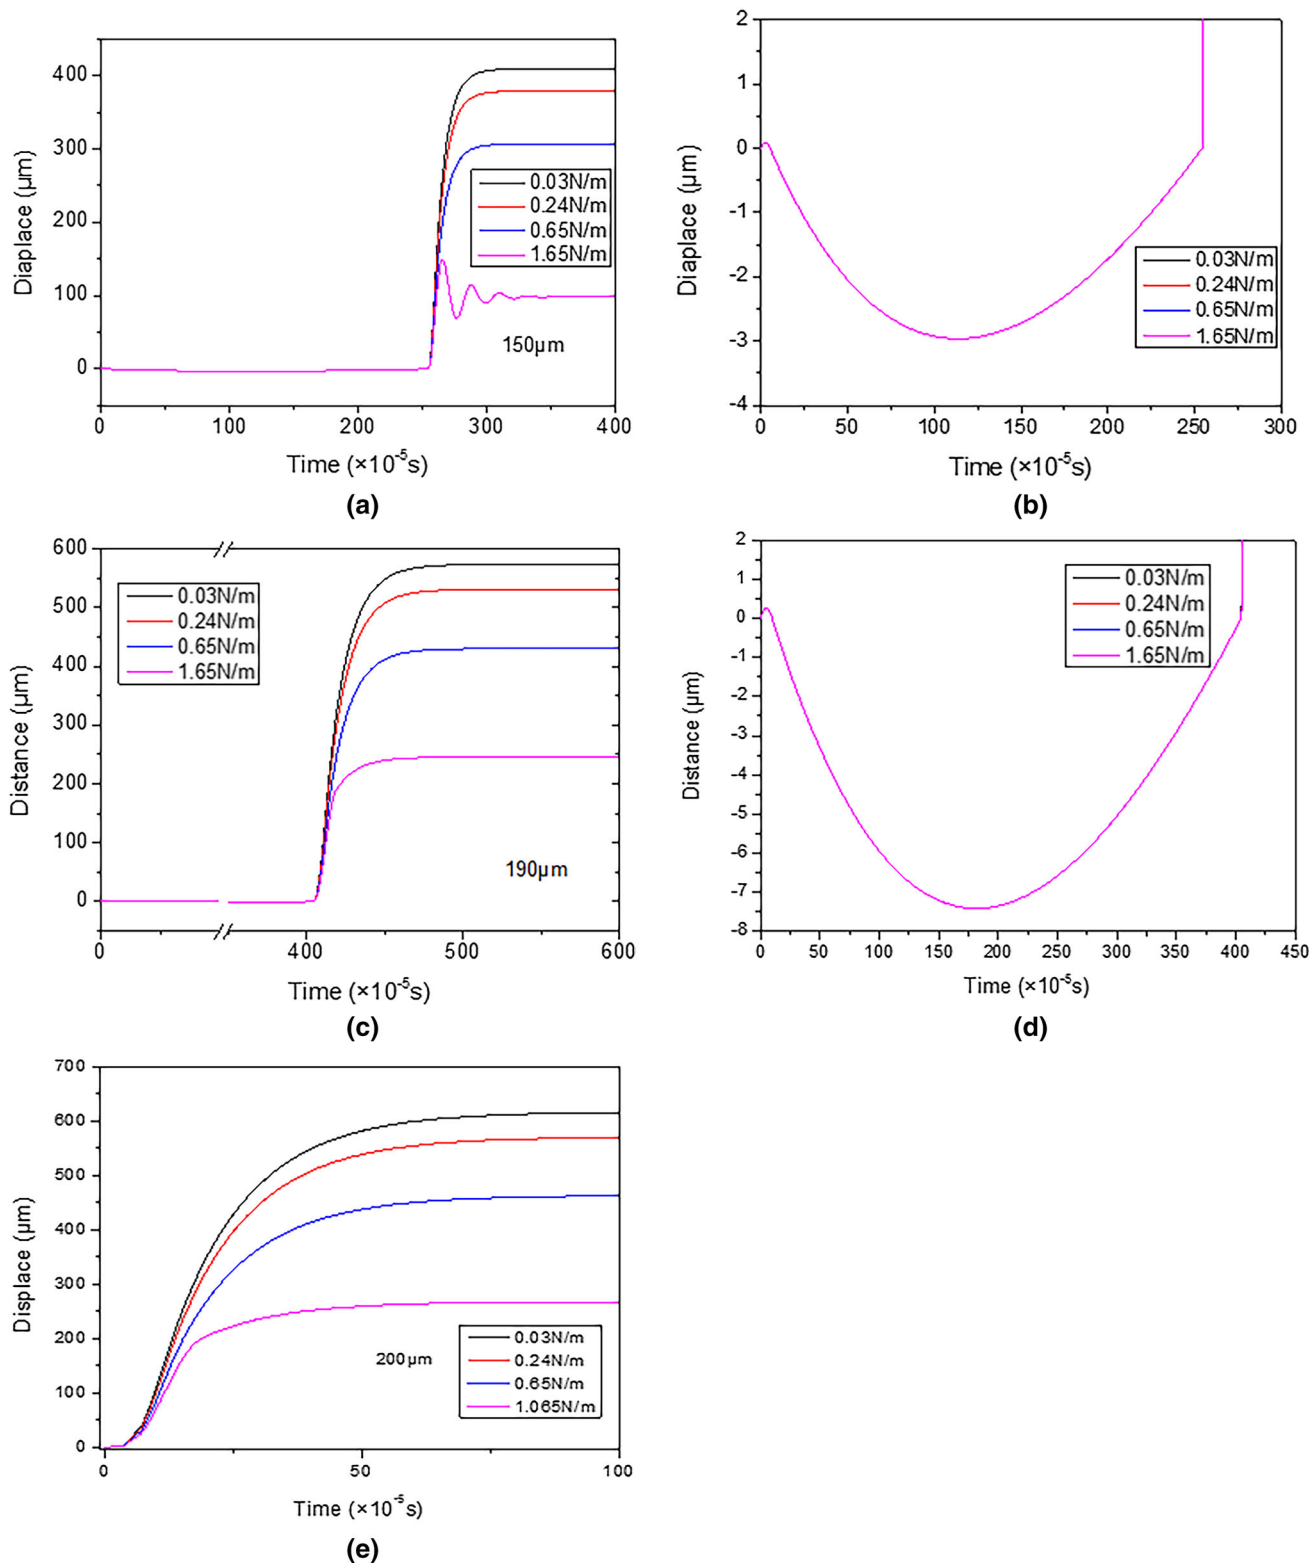 400
300
200
100
0
Diaplace (µm)
0.03N/m
0.24N/m
0.65N/m
1.65N/m
150µm
0 100 200 300 400
Time (×10⁻⁵s)
(a)
2
1
0
-1
-2
-3
-4
Diaplace (µm)
0.03N/m
0.24N/m
0.65N/m
1.65N/m
0 50 100 150 200 250 300
Time (×10⁻⁵s)
(b)
600
500
400
300
200
100
0
Distance (µm)
0.03N/m
0.24N/m
0.65N/m
1.65N/m
190µm
0 400 500 600
Time (×10⁻⁵s)
(c)
2
1
0
-1
-2
-3
-4
-5
-6
-7
-8
Distance (µm)
0.03N/m
0.24N/m
0.65N/m
1.65N/m
0 50 100 150 200 250 300 350 400 450
Time (×10⁻⁵s)
(d)
700
600
500
400
300
200
100
0
Displace (µm)
200µm
0.03N/m
0.24N/m
0.65N/m
1.065N/m
0 50 100
Time (×10⁻⁵s)
(e)